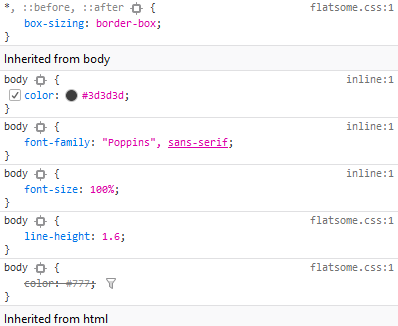 *, ::before, ::after { flatsome.css:1
box-sizing: border-box;
}
Inherited from body
body { inline:1
color: #3d3d3d;
}
body { inline:1
font-family: "Poppins", sans-serif;
}
body { inline:1
font-size: 100%;
}
body { flatsome.css:1
line-height: 1.6;
}
body { flatsome.css:1
color: #777;
}
Inherited from html